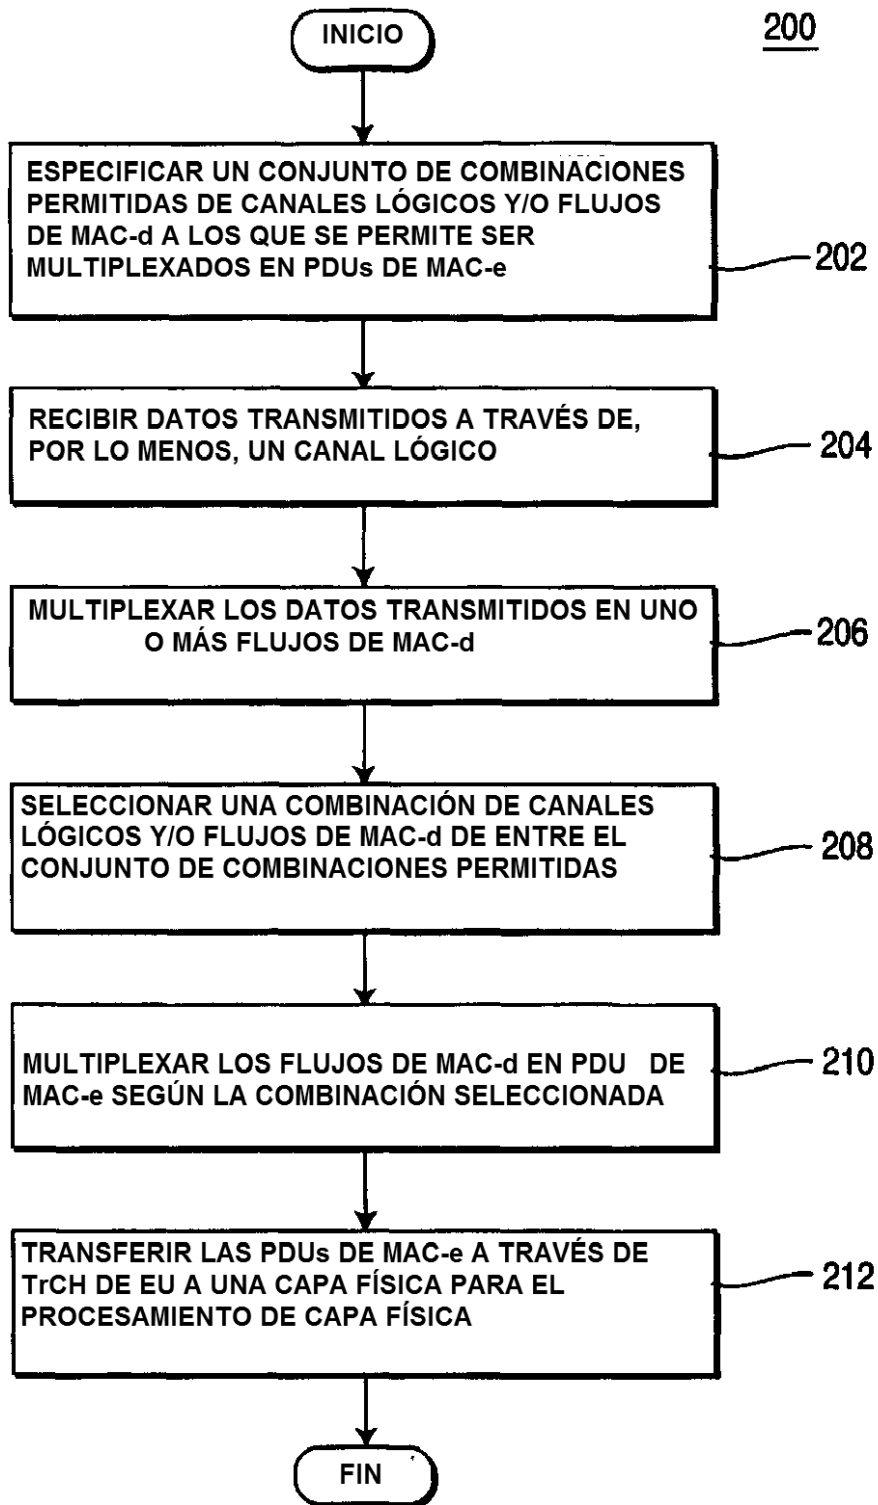 INICIO
200
ESPECIFICAR UN CONJUNTO DE COMBINACIONES
PERMITIDAS DE CANALES LÓGICOS Y/O FLUJOS
DE MAC-d A LOS QUE SE PERMITE SER
MULTIPLEXADOS EN PDUs DE MAC-e
202
RECIBIR DATOS TRANSMITIDOS A TRAVÉS DE,
POR LO MENOS, UN CANAL LÓGICO
204
MULTIPLEXAR LOS DATOS TRANSMITIDOS EN UNO
O MÁS FLUJOS DE MAC-d
206
SELECCIONAR UNA COMBINACIÓN DE CANALES
LÓGICOS Y/O FLUJOS DE MAC-d DE ENTRE EL
CONJUNTO DE COMBINACIONES PERMITIDAS
208
MULTIPLEXAR LOS FLUJOS DE MAC-d EN PDU DE
MAC-e SEGÚN LA COMBINACIÓN SELECCIONADA
210
TRANSFERIR LAS PDUs DE MAC-e A TRAVÉS DE
TrCH DE EU A UNA CAPA FÍSICA PARA EL
PROCESAMIENTO DE CAPA FÍSICA
212
FIN